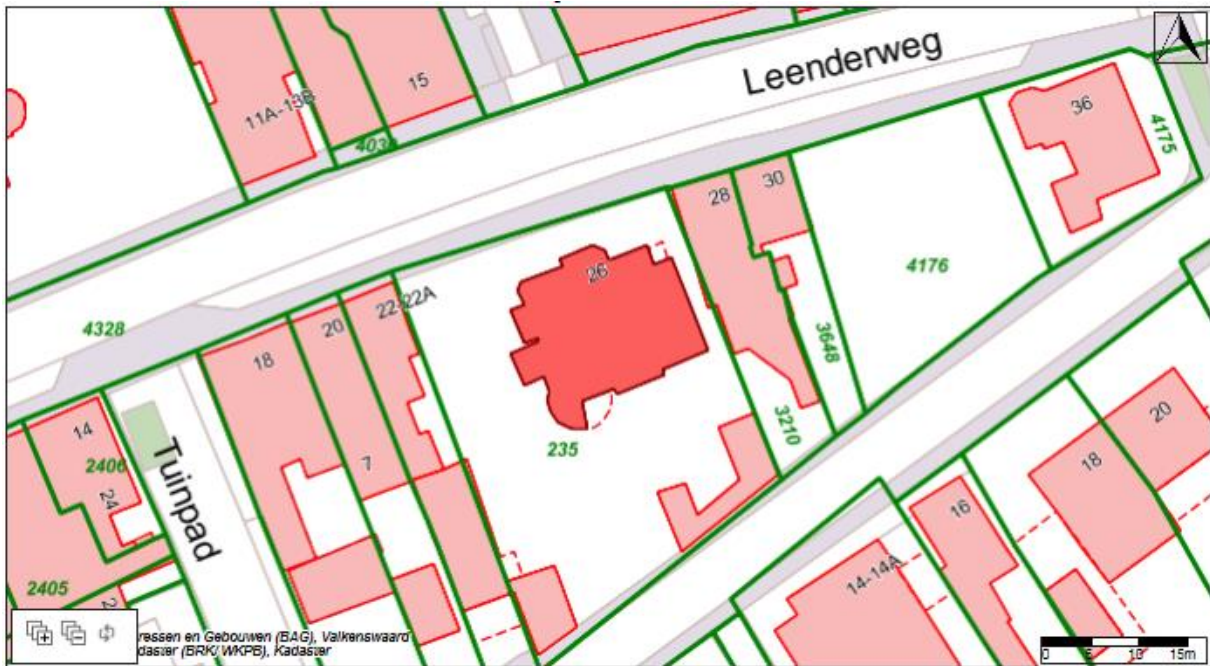 Leenderweg
15
11A-13B
36
4175
28
30
26
4176
22-22A
20
18
4328
3648
3210
235
7
14
2406
24
Tuinpad
2405
20
18
16
14-14A
ressen en Gebouwen (BAG), Valkenswaard
daster (BRK/WKPB), Kadaster
0 5 10 15m